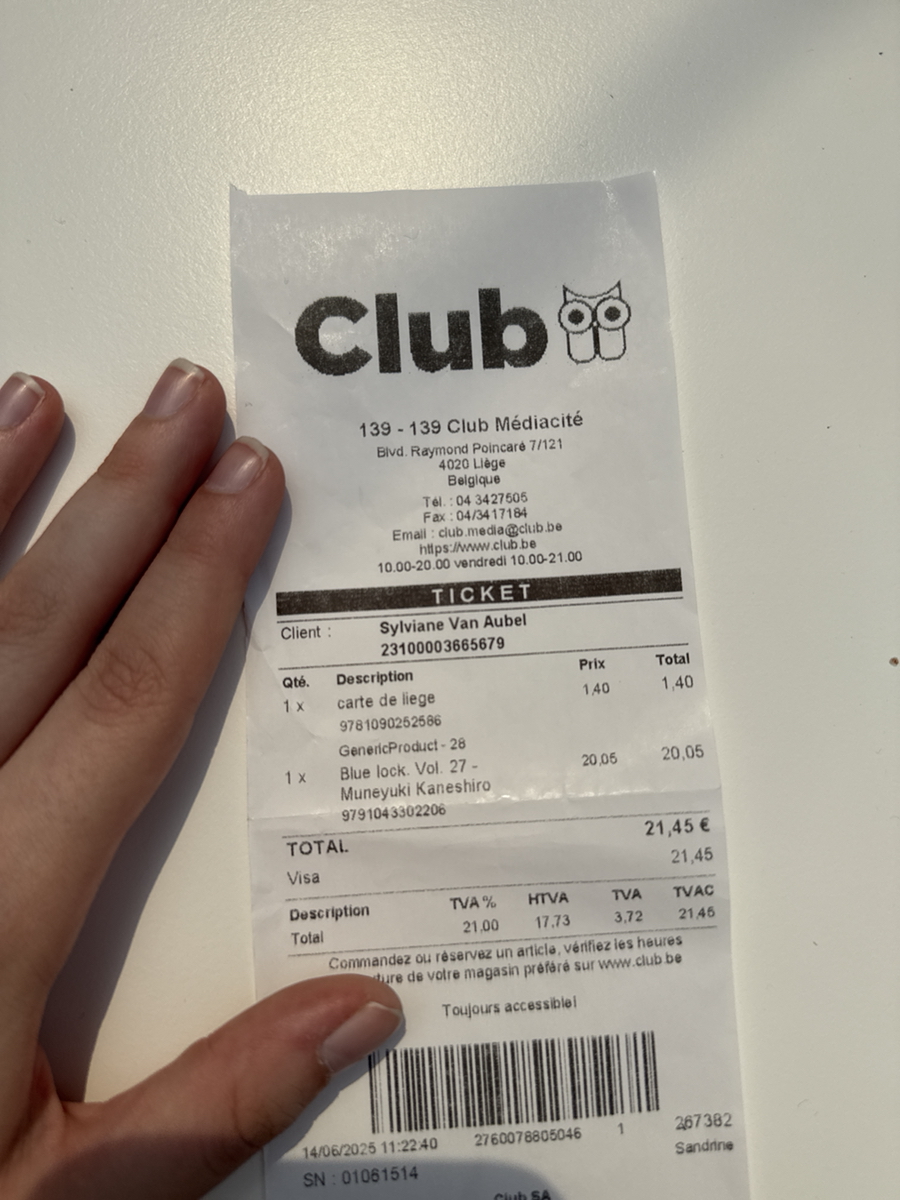 Club
139 - 139 Club Médiacité
Blvd. Raymond Poincaré 7/121
4020 Liège
Belgique
Tél. : 04 3427505
Fax : 04/3417184
Email : club.media@club.be
https://www.club.be
10.00-20.00 vendredi 10.00-21.00
TICKET
Client : Sylviane Van Aubel
23100003665679
Qté. Description Prix Total
1 x carte de liege 1,40 1,40
9781090252586
GenericProduct - 28
1 x Blue lock. Vol. 27 - 20,05 20,05
Muneyuki Kaneshiro
9791043302206
TOTAL 21,45 €
Visa 21,45
Description TVA % HTVA TVA TVAC
Total 21.00 17,73 3,72 21,45
Commandez ou réservez un article, vérifiez les heures
ture de votre magasin préféré sur www.club.be
Toujours accessible!
14/06/2025 11:22:40 2760078805046 1 267382
Sandrine
SN : 01061514
Club SA